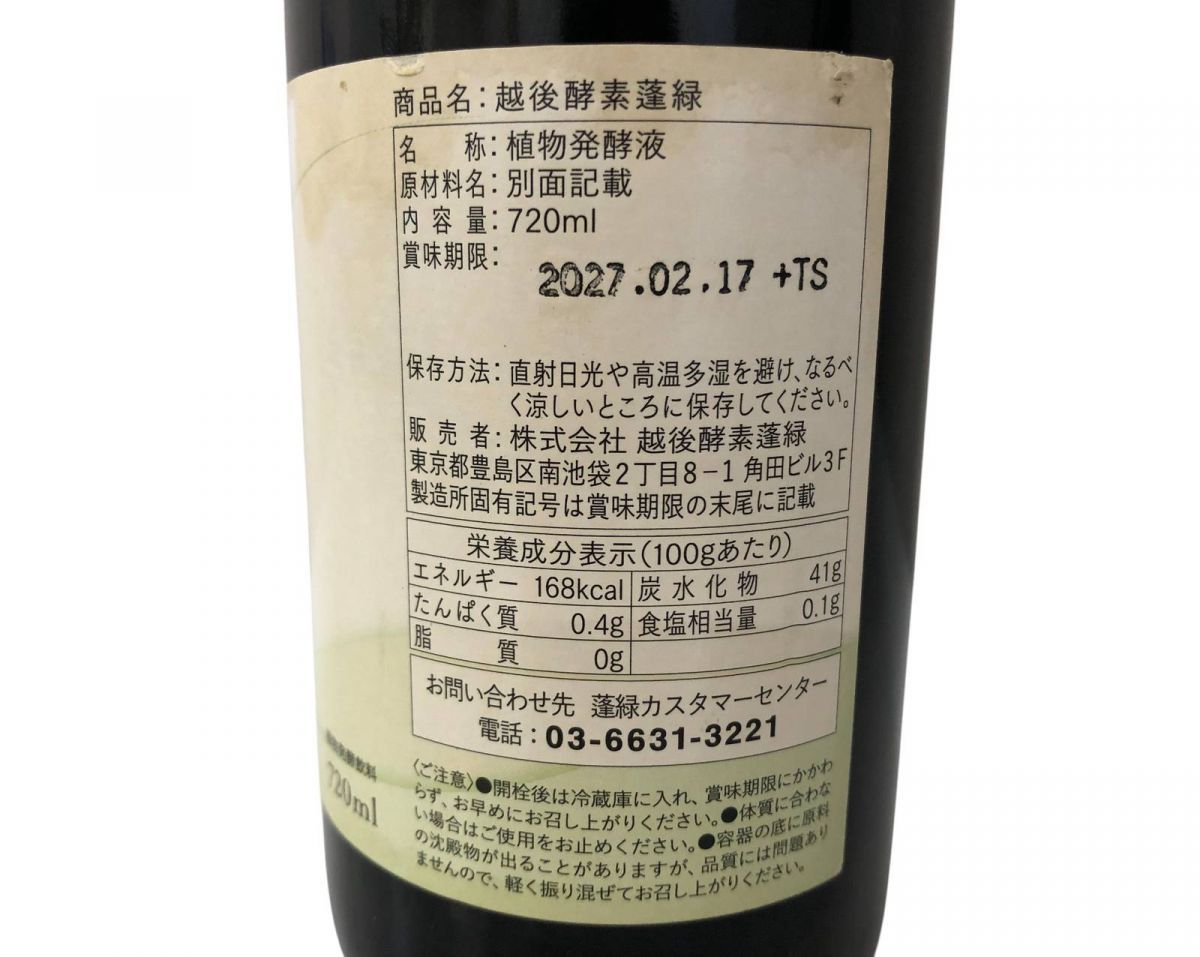 商品名：越後酵素蓬緑
名　称：植物発酵液
原材料名：別面記載
内容量：720ml
賞味期限：
2027.02.17 +TS
保存方法：直射日光や高温多湿を避け、なるべ
く涼しいところに保存してください。
販売者：株式会社 越後酵素蓬緑
東京都豊島区南池袋2丁目8-1 角田ビル3F
製造所固有記号は賞味期限の末尾に記載
栄養成分表示(100gあたり)
エネルギー 168kcal 炭水化物 41g
たんぱく質 0.4g 食塩相当量 0.1g
脂質 0g
お問い合わせ先 蓬緑カスタマーセンター
電話：03-6631-3221
〈ご注意〉●開栓後は冷蔵庫に入れ、賞味期限にかかわ
らず、お早めにお召し上がりください。●体質に合わな
い場合はご使用をお止めください。●容器の底に原料
の沈殿物が出ることがありますが、品質には問題あり
ませんので、軽く振り混ぜてお召し上がりください。
720ml